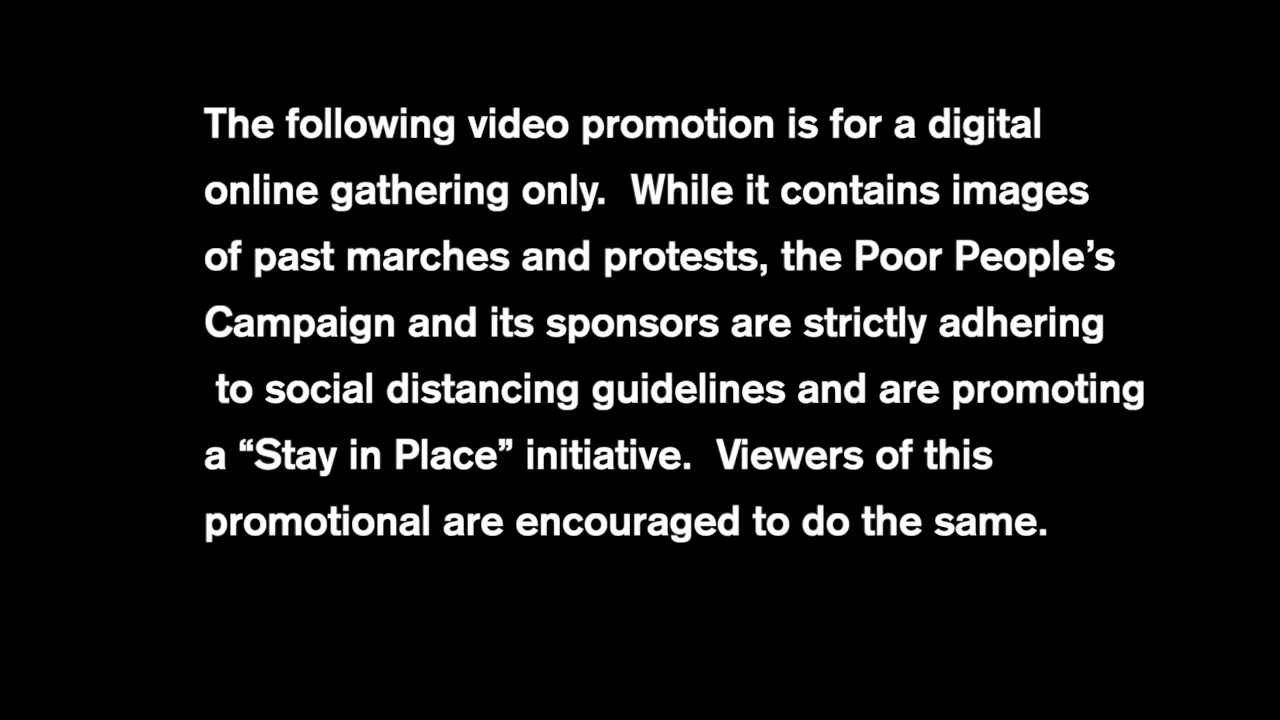 The following video promotion is for a digital
online gathering only.  While it contains images
of past marches and protests, the Poor People’s
Campaign and its sponsors are strictly adhering
to social distancing guidelines and are promoting
a “Stay in Place” initiative.  Viewers of this
promotional are encouraged to do the same.